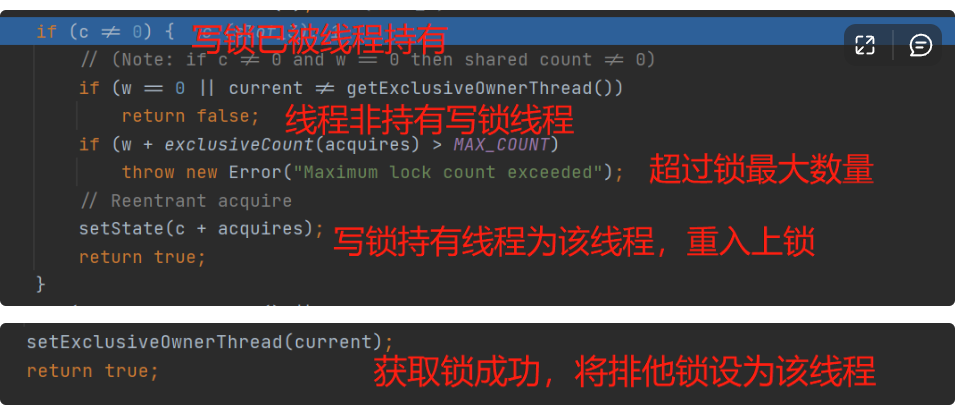 if (c != 0) {
写锁已被线程持有
// (Note: if c != 0 and w == 0 then shared count != 0)
if (w == 0 || current != getExclusiveOwnerThread())
return false;
线程非持有写锁线程
if (w + exclusiveCount(acquires) > MAX_COUNT)
throw new Error("Maximum lock count exceeded");
超过锁最大数量
// Reentrant acquire
setState(c + acquires);
写锁持有线程为该线程，重入上锁
return true;
}
setExclusiveOwnerThread(current);
return true;
获取锁成功，将排他锁设为该线程